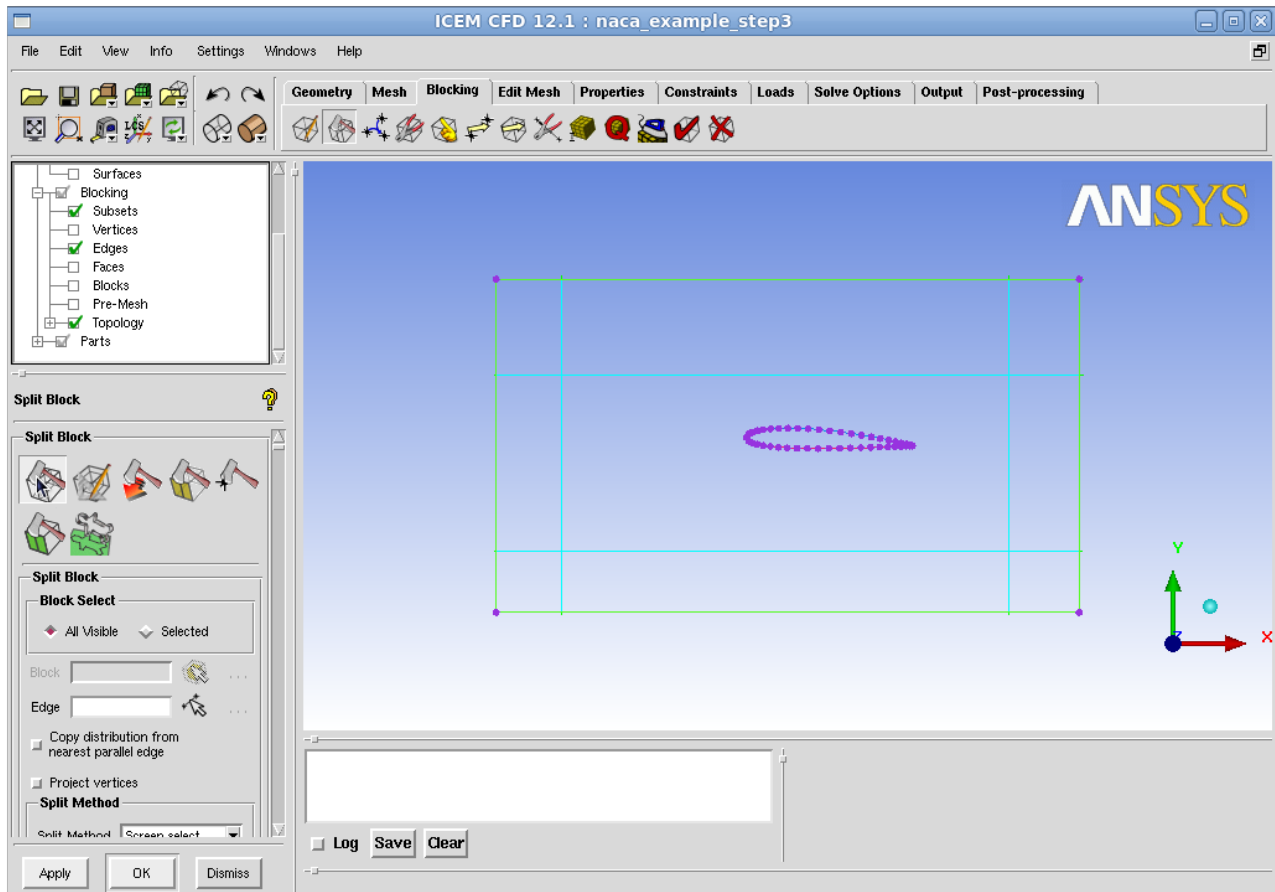 ICEM CFD 12.1 : naca_example_step3
File Edit View Info Settings Windows Help
Geometry Mesh Blocking Edit Mesh Properties Constraints Loads Solve Options Output Post-processing
LCS
Surfaces
Blocking
Subsets
Vertices
Edges
Faces
Blocks
Pre-Mesh
Topology
Parts
Split Block
Split Block
Split Block
Block Select
All Visible Selected
Block ...
Edge ...
Copy distribution from
nearest parallel edge
Project vertices
Split Method
Split Method Screen select
Apply OK Dismiss
ANSYS
Y
Z X
Log Save Clear